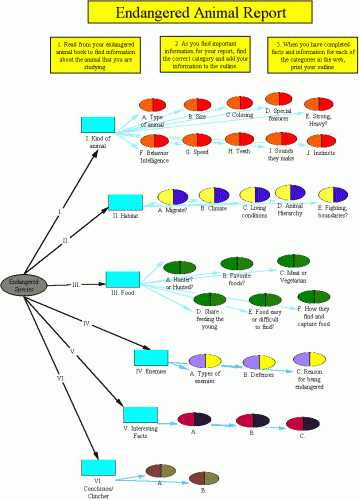 Endangered Animal Report
1. Read from your endangered
animal book to find information
about the animal that you are
studying.
2. As you find important
information for your report, find
the correct category and add your
information to the outline.
3. When you have completed
facts and information for each
of the categories in the web,
print your outline.
I. Kind of
animal
A. Type
of animal
B. Size
C. Coloring
D. Special
features
E. Strong,
Heavy?
F. Behavior
Intelligence
G. Speed
H. Teeth
I. Sounds
they make
J. Instincts
I.
II. Habitat
A. Migrate?
B. Climate
C. Living
conditions
D. Animal
Hierarchy
E. Fighting,
boundaries?
II.
Endangered
Species
III.
III. Food
A. Hunter?
or Hunted?
B. Favorite
foods?
C. Meat or
Vegetarian
D. Share -
feeding the
young
E. Food easy
or difficult
to find?
F. How they
find and
capture food
IV.
IV. Enemies
A. Types of
enemies
B. Defenses
C. Reason
for being
endangered
V.
V. Interesting
Facts
A.
B.
C.
VI.
VI.
Conclusion/
Clincher
A.
B.